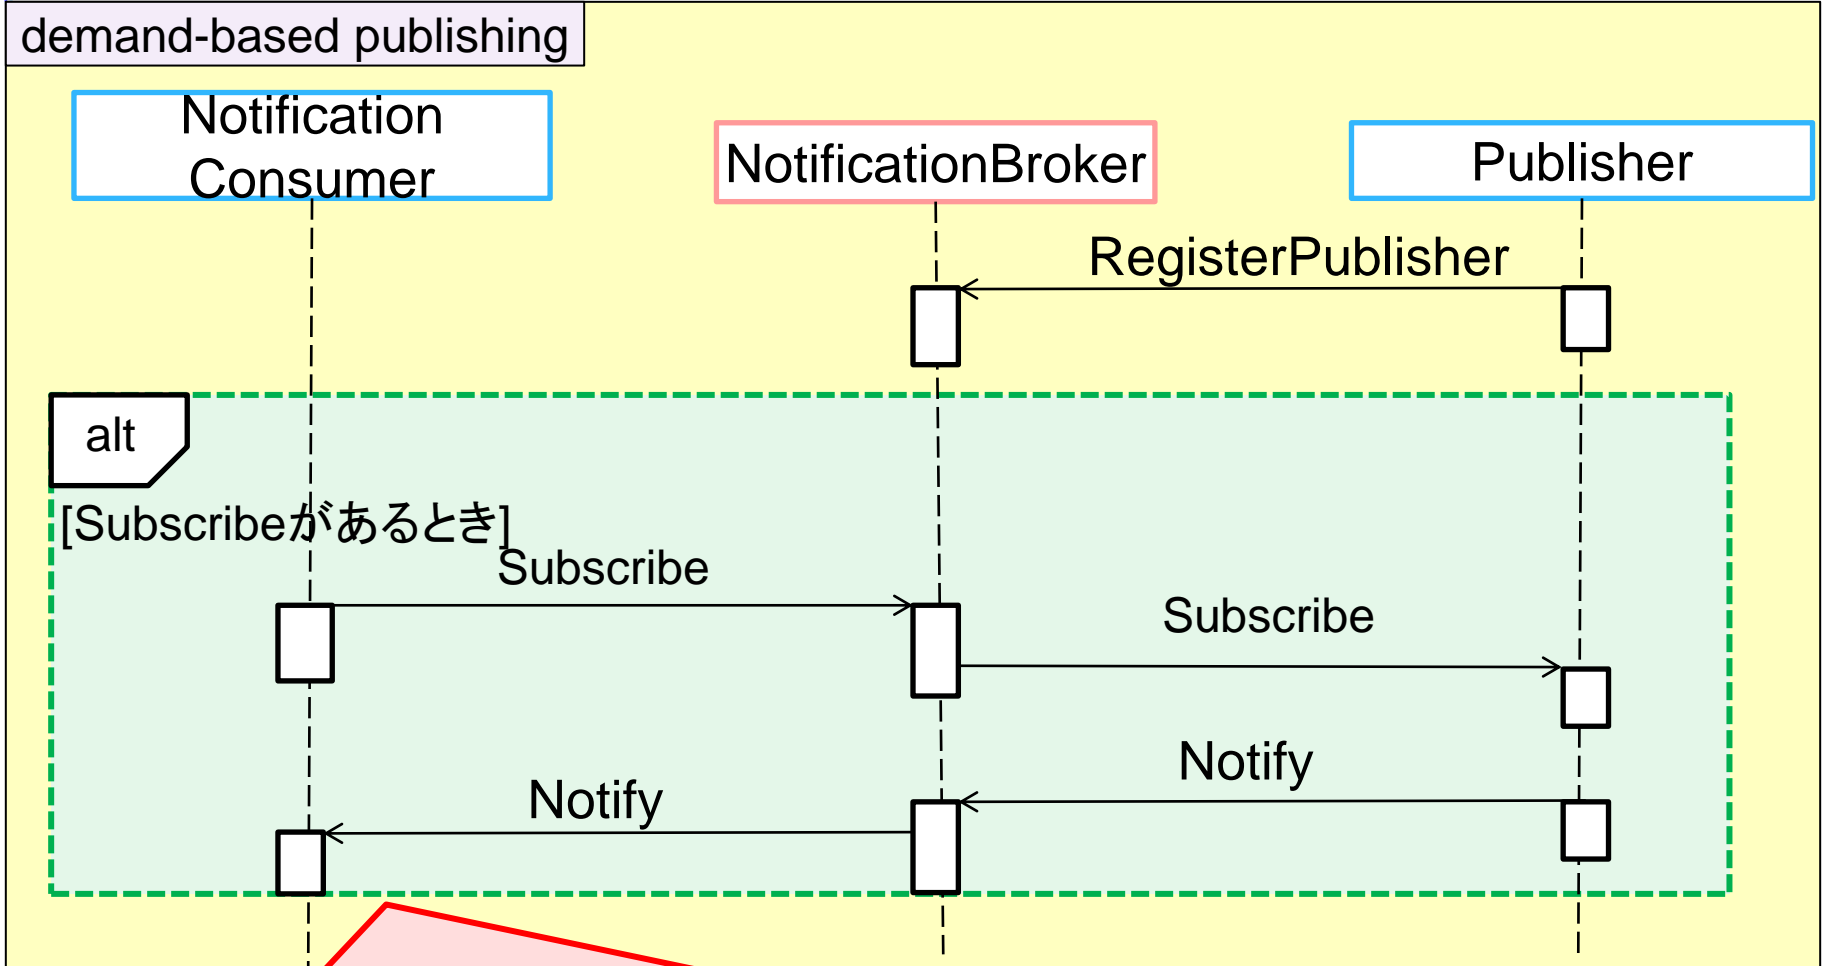 demand-based publishing
Notification
Consumer
NotificationBroker
Publisher
RegisterPublisher
alt
[Subscribeがあるとき]
Subscribe
Subscribe
Notify
Notify